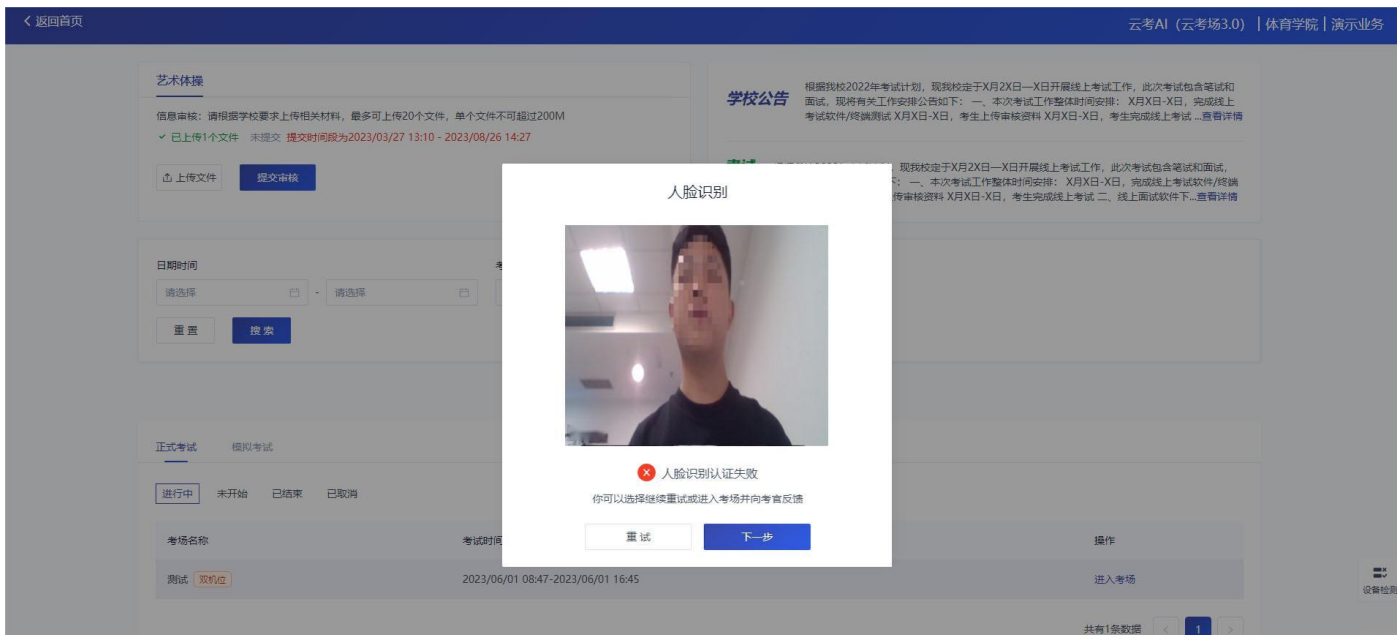 返回首页
云考AI（云考场3.0）｜体育学院｜演示业务
艺术体操
信息审核：请根据学校要求上传相关材料，最多可上传20个文件，单个文件不可超过200M
已上传1个文件 未提交 提交时间段为2023/03/27 13:10 - 2023/08/26 14:27
上传文件
提交审核
学校公告
根据我校2022年考试计划，现我校定于X月2X日—X日开展线上考试工作，此次考试包含笔试和
面试，现将有关工作安排公告如下： 一、本次考试工作整体时间安排： X月X日-X日，完成线上
考试软件/终端测试 X月X日-X日，考生上传审核资料 X月X日-X日，考生完成线上考试 ...查看详情
现我校定于X月2X日—X日开展线上考试工作，此次考试包含笔试和面试，
： 一、本次考试工作整体时间安排： X月X日-X日，完成线上考试软件/终端
传审核资料 X月X日-X日，考生完成线上考试 二、线上面试软件下...查看详情
日期时间
请选择 - 请选择
重置
搜索
人脸识别
人脸识别认证失败
你可以选择继续重试或进入考场并向考官反馈
重试
下一步
正式考试
模拟考试
进行中
未开始
已结束
已取消
考场名称
考试时间
操作
测试 双机位
2023/06/01 08:47-2023/06/01 16:45
进入考场
设备检测
共有1条数据
1